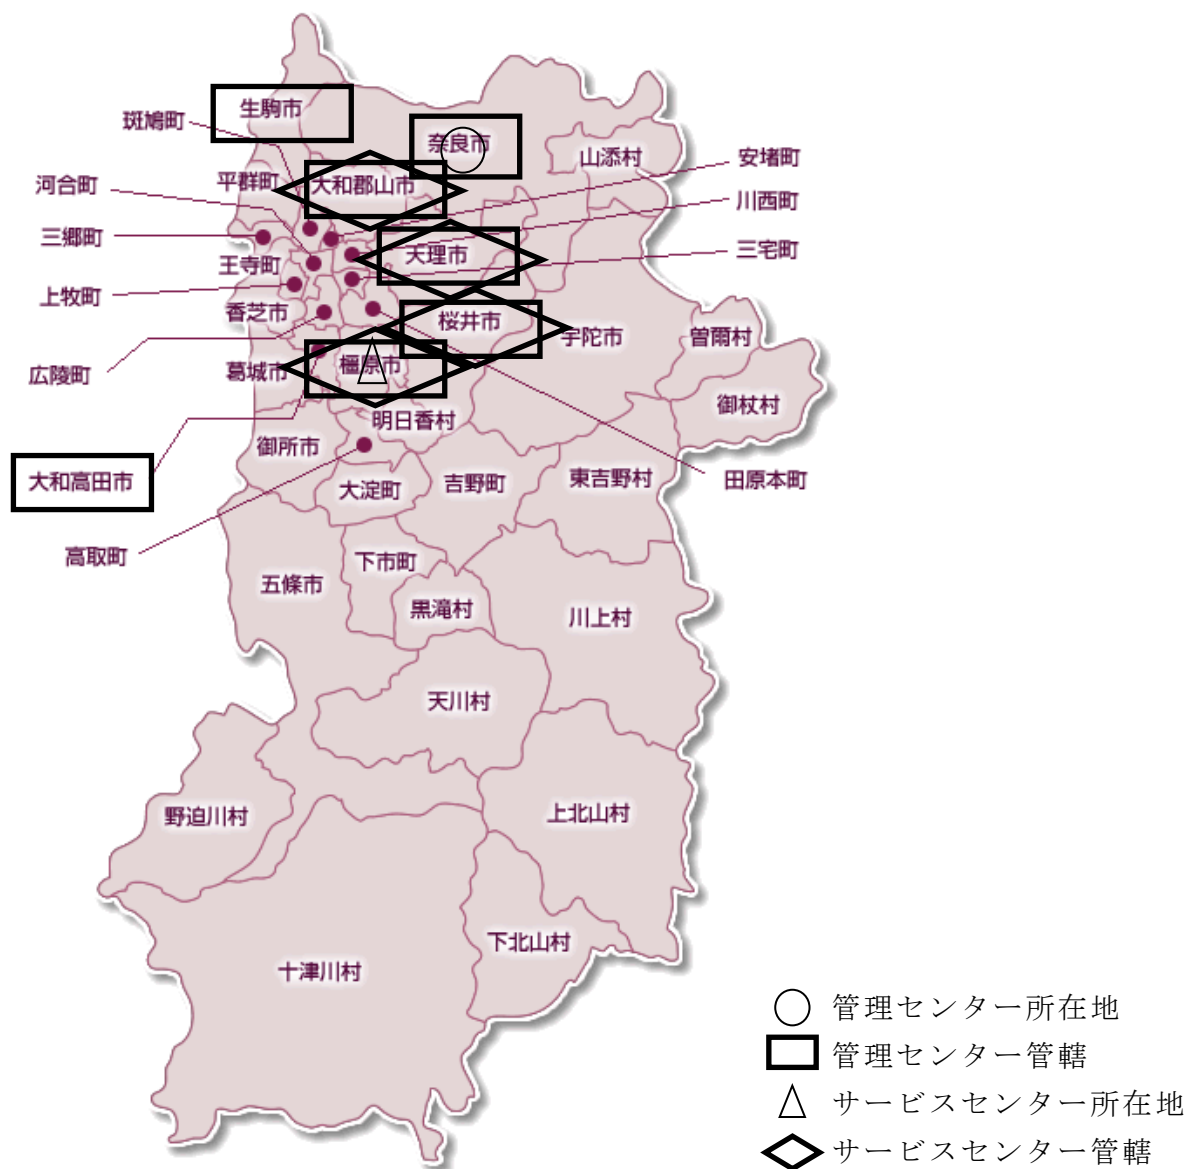 生駒市
斑鳩町
奈良市
山添村
安堵町
河合町
平群町
大和郡山市
川西町
三郷町
王寺町
天理市
三宅町
上牧町
香芝市
桜井市
宇陀市
曽爾村
広陵町
葛城市
橿原市
御杖村
明日香村
御所市
大和高田市
大淀町
吉野町
東吉野村
田原本町
高取町
五條市
下市町
黒滝村
川上村
天川村
野迫川村
上北山村
下北山村
十津川村
管理センター所在地
管理センター管轄
サービスセンター所在地
サービスセンター管轄